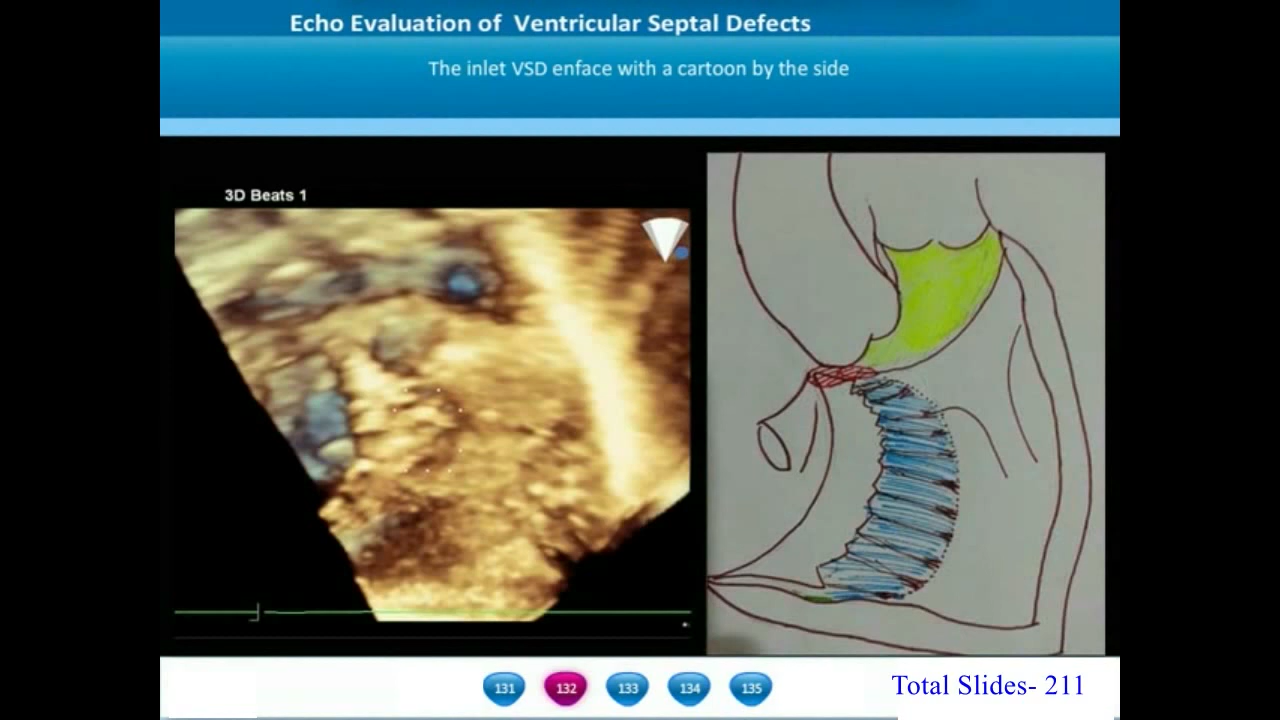 Echo Evaluation of Ventricular Septal Defects
The inlet VSD enface with a cartoon by the side
3D Beats 1
131 132 133 134 135
Total Slides- 211